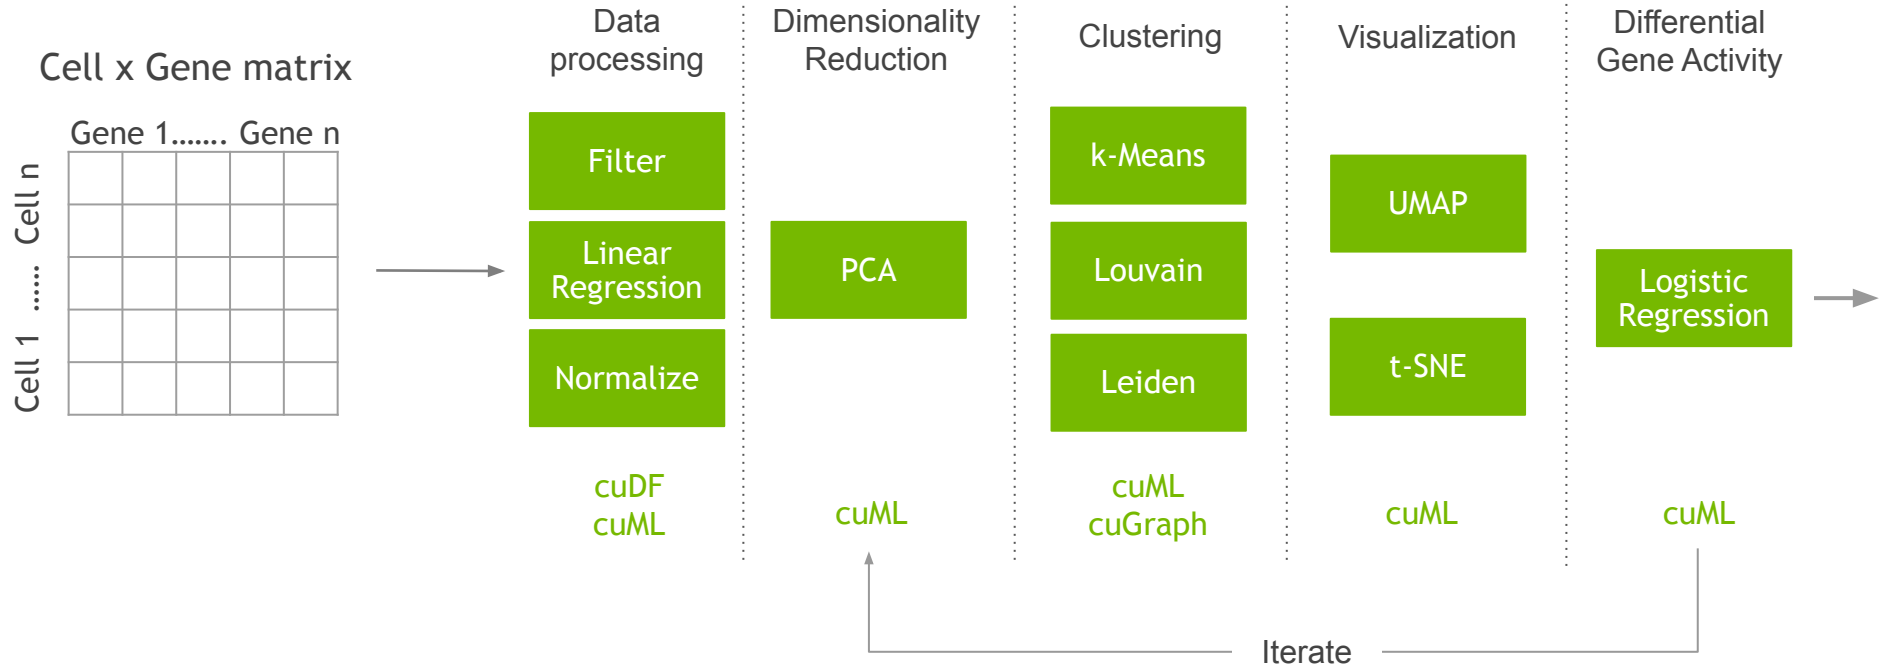 Cell x Gene matrix
Gene 1....... Gene n
Cell 1 ...... Cell n
Data
processing
Filter
Linear
Regression
Normalize
cuDF
cuML
Dimensionality
Reduction
PCA
cuML
Clustering
k-Means
Louvain
Leiden
cuML
cuGraph
Visualization
UMAP
t-SNE
cuML
Differential
Gene Activity
Logistic
Regression
cuML
Iterate